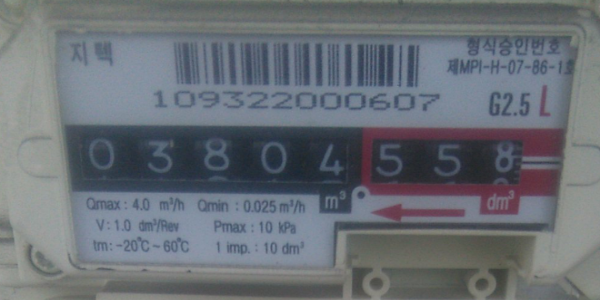 지텍
형식승인번호
제MPI-H-07-86-1호
109322000607
G2.5 L
03804 558
m³ dm³
Qmax : 4.0 m³/h Qmin : 0.025 m³/h
V : 1.0 dm³/Rev Pmax : 10 kPa
tm : -20℃ ~ 60℃ 1 imp. : 10 dm³